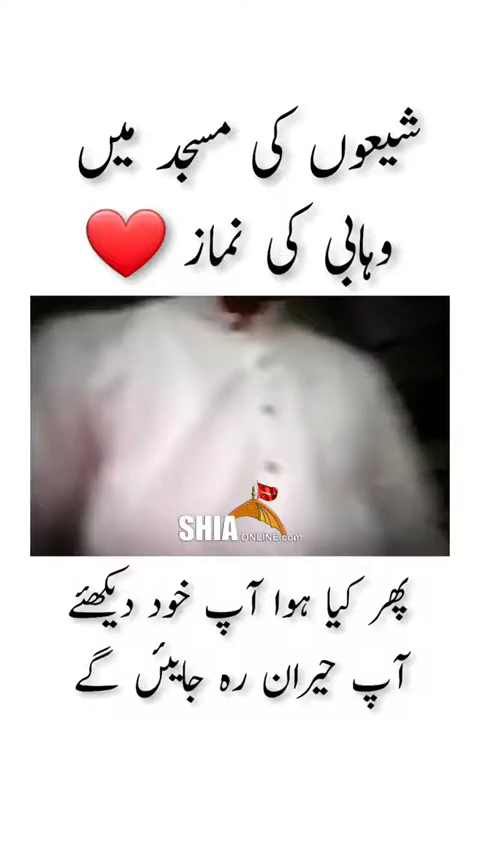 شیعوں کی مسجد میں
وہابی کی نماز ❤️
SHIA ONLINE.com
پھر کیا ہوا آپ خود دیکھئے
آپ حیران رہ جایئں گے